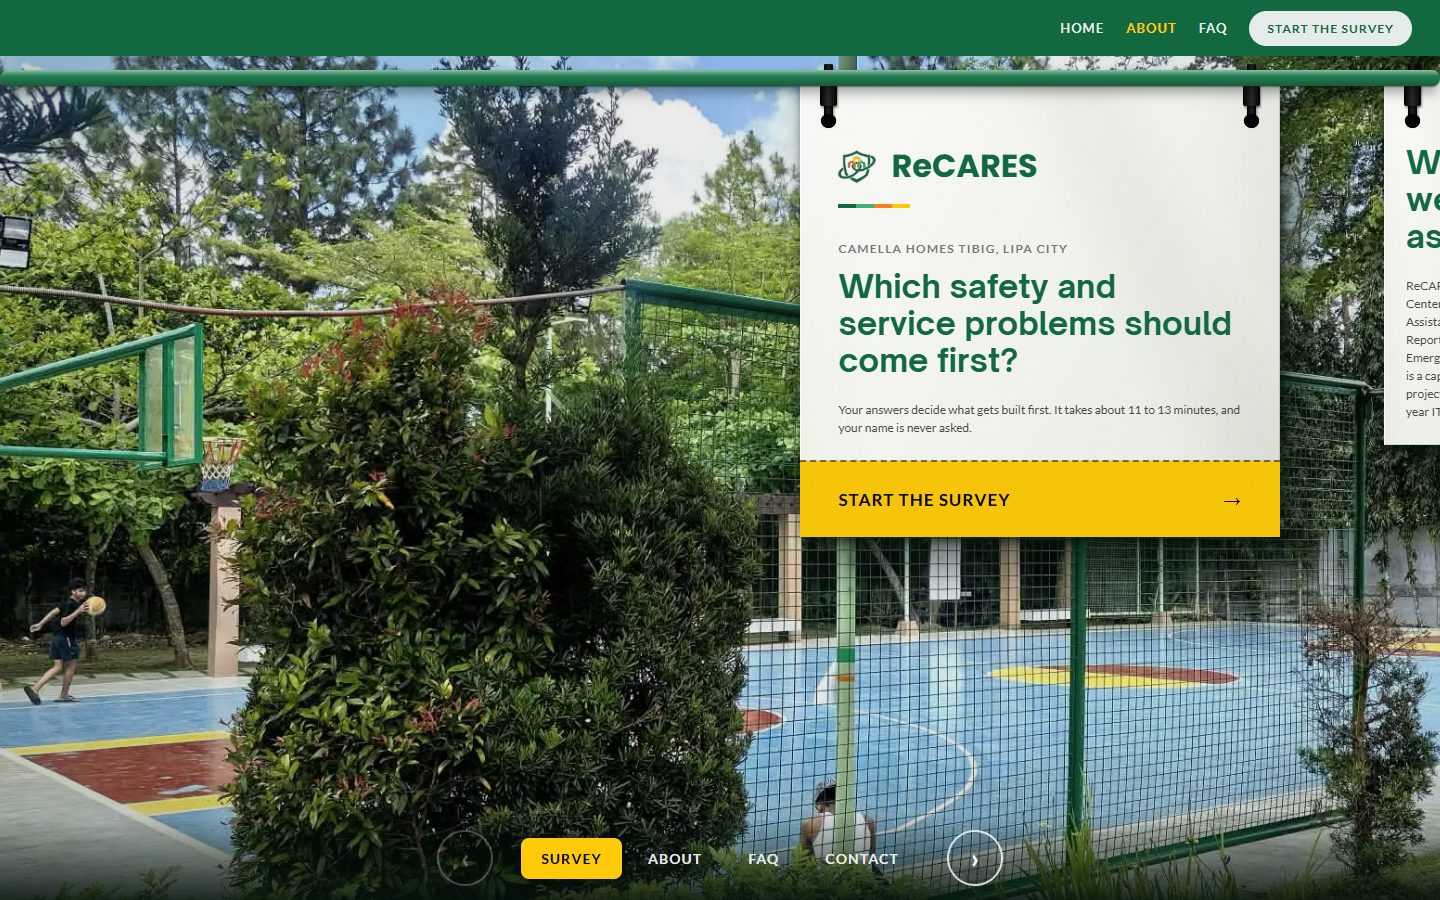 HOME ABOUT FAQ START THE SURVEY
ReCARES
CAMELLA HOMES TIBIG, LIPA CITY
Which safety and
service problems should
come first?
Your answers decide what gets built first. It takes about 11 to 13 minutes, and
your name is never asked.
START THE SURVEY →
SURVEY ABOUT FAQ CONTACT